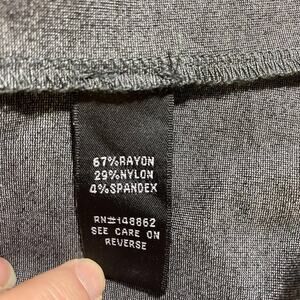 67%RAYON
29%NYLON
4%SPANDEX
RN#148862
SEE CARE ON
REVERSE